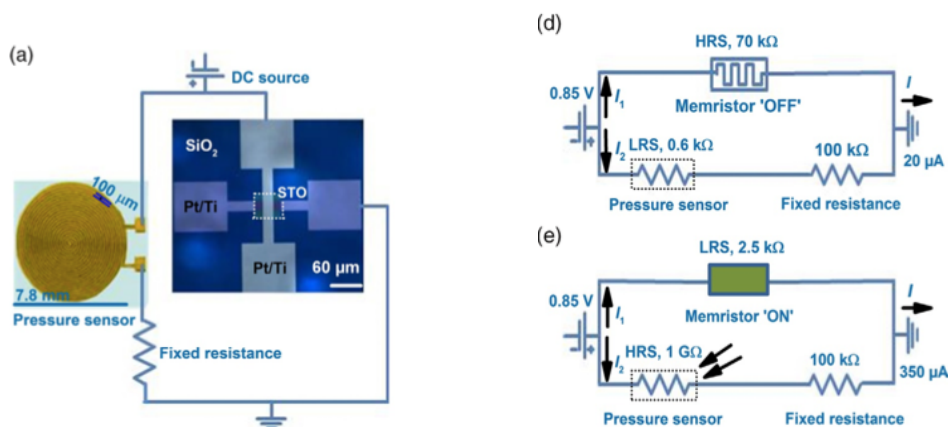 (a)
DC source
SiO₂
100 μm
STO
Pt/Ti
Pt/Ti
60 μm
7.8 mm
Pressure sensor
Fixed resistance
(d)
HRS, 70 kΩ
0.85 V
I₁
Memristor 'OFF'
I
I₂
LRS, 0.6 kΩ
100 kΩ
20 μA
Pressure sensor
Fixed resistance
(e)
LRS, 2.5 kΩ
0.85 V
I₁
Memristor 'ON'
I
I₂
HRS, 1 GΩ
100 kΩ
350 μA
Pressure sensor
Fixed resistance